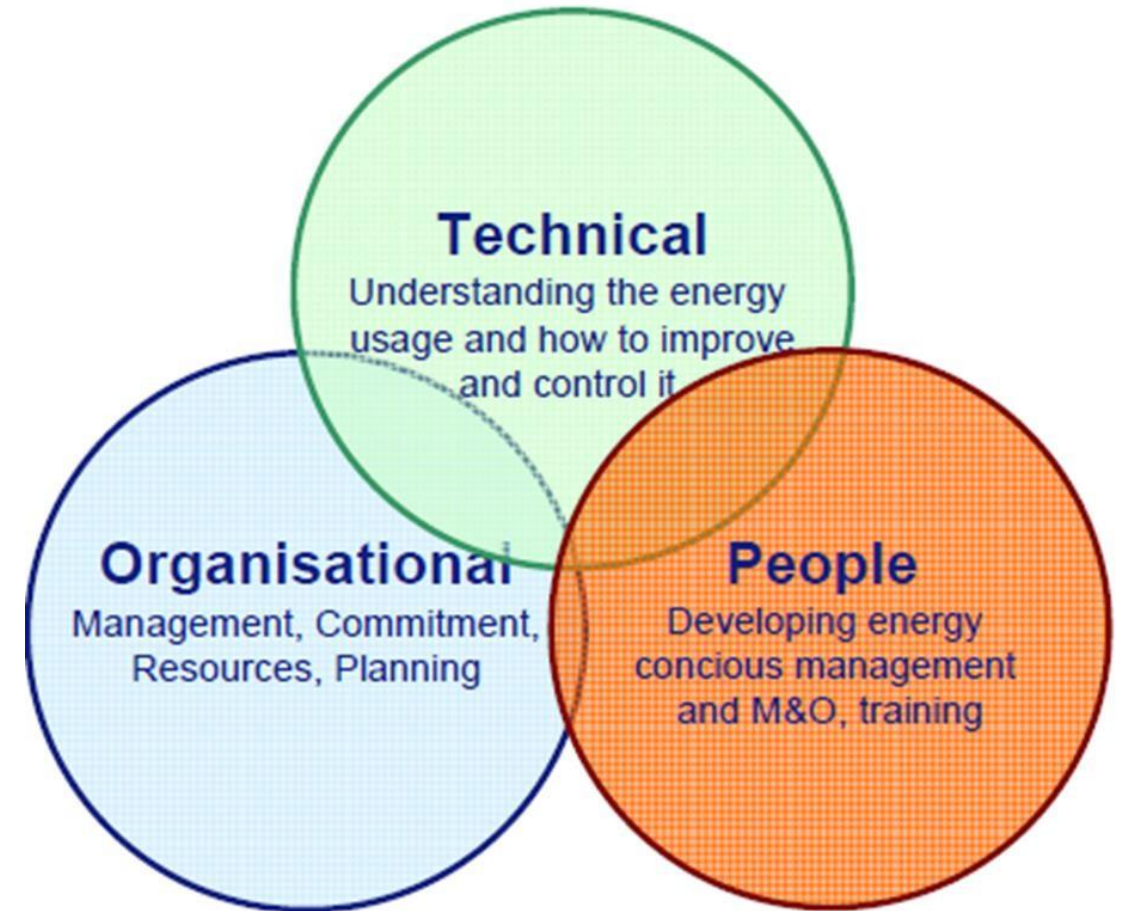 Technical
Understanding the energy
usage and how to improve
and control it
Organisational
Management, Commitment,
Resources, Planning
People
Developing energy
concious management
and M&O, training